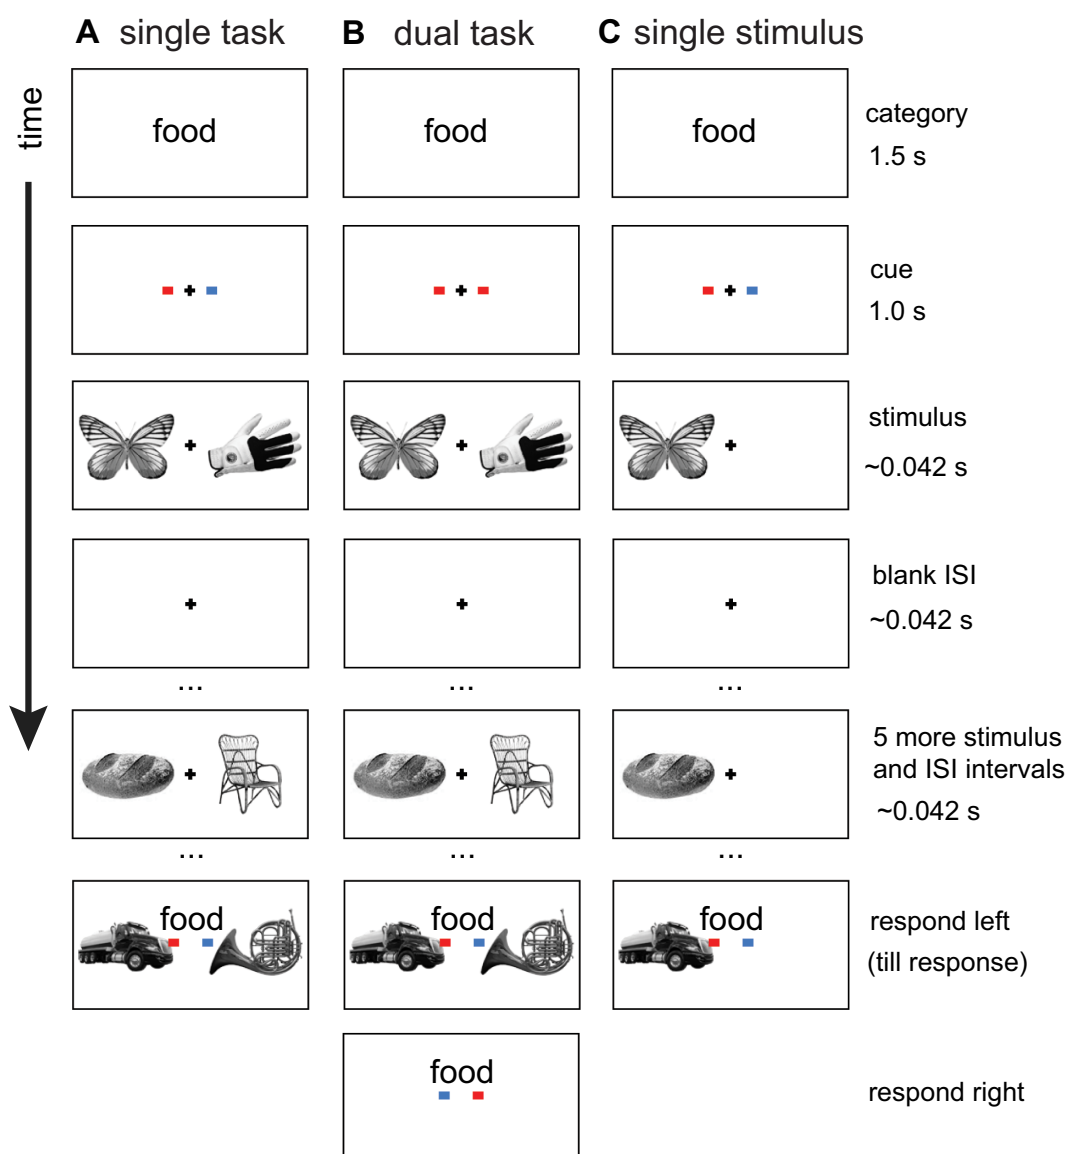 A single task
B dual task
C single stimulus
time
food
food
food
category
1.5 s
cue
1.0 s
stimulus
~0.042 s
blank ISI
~0.042 s
...
...
...
5 more stimulus
and ISI intervals
~0.042 s
...
...
...
food
food
food
respond left
(till response)
food
respond right